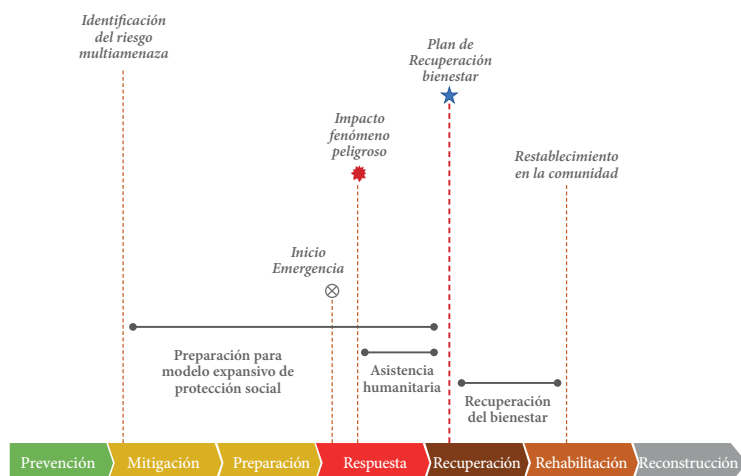 Identificación
del riesgo
multiamenaza
Plan de
Recuperación
bienestar
Impacto
fenómeno
peligroso
Restablecimiento
en la comunidad
Inicio
Emergencia
Preparación para
modelo expansivo de
protección social
Asistencia
humanitaria
Recuperación
del bienestar
Prevención
Mitigación
Preparación
Respuesta
Recuperación
Rehabilitación
Reconstrucción